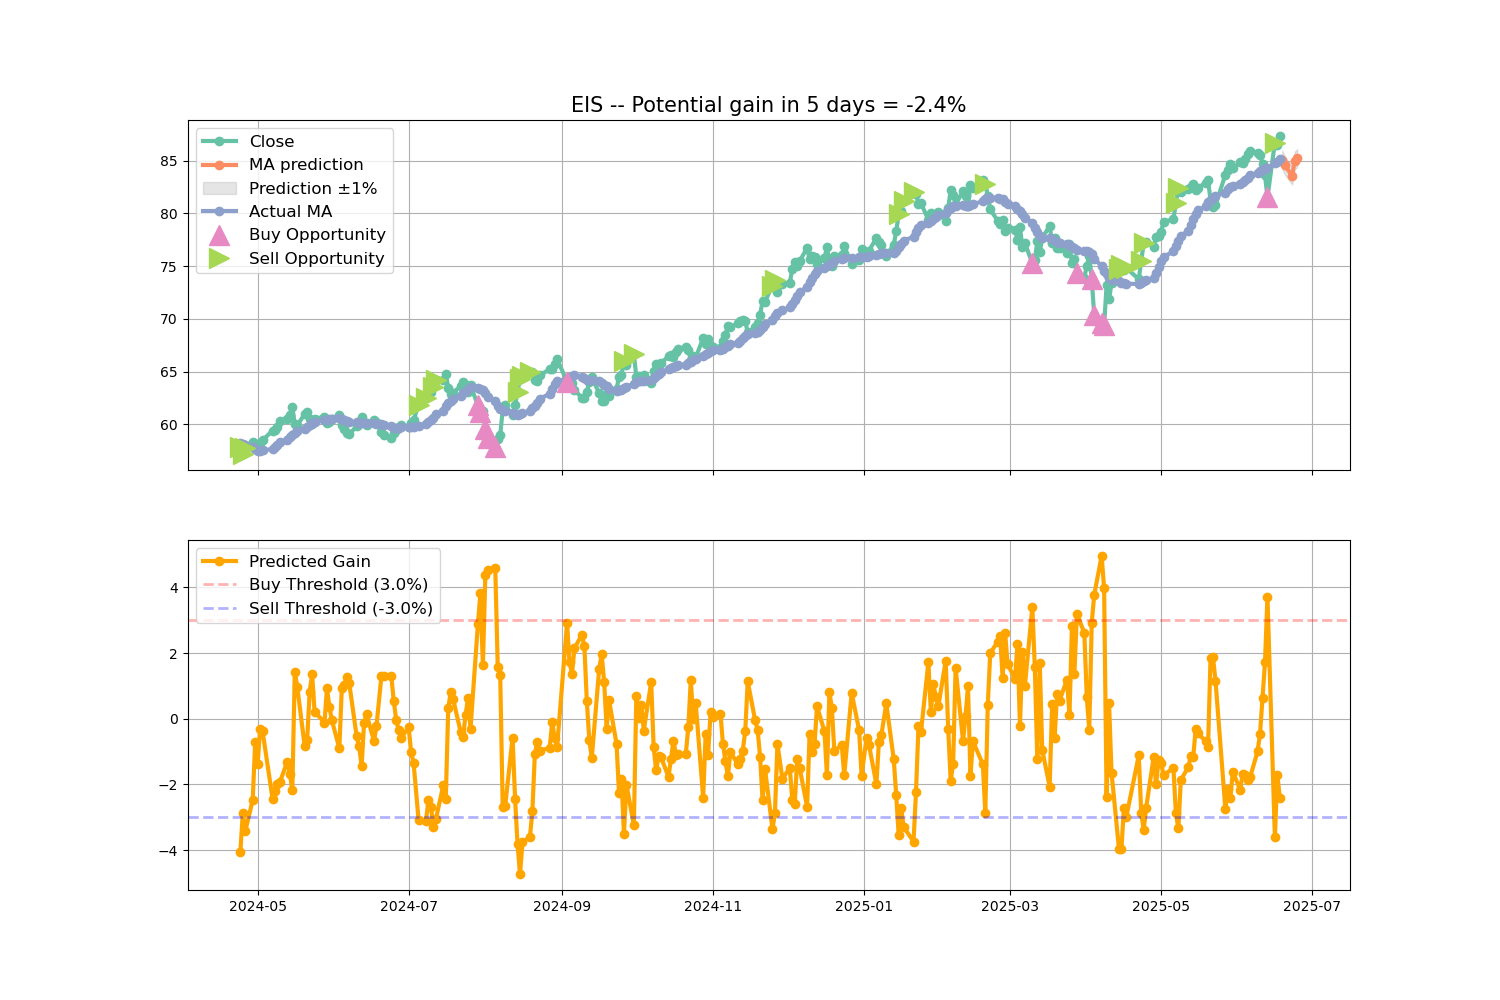 EIS -- Potential gain in 5 days = -2.4%
Close
MA prediction
Prediction ±1%
Actual MA
Buy Opportunity
Sell Opportunity
85
80
75
70
65
60
Predicted Gain
Buy Threshold (3.0%)
Sell Threshold (-3.0%)
4
2
0
−2
−4
2024-05 2024-07 2024-09 2024-11 2025-01 2025-03 2025-05 2025-07